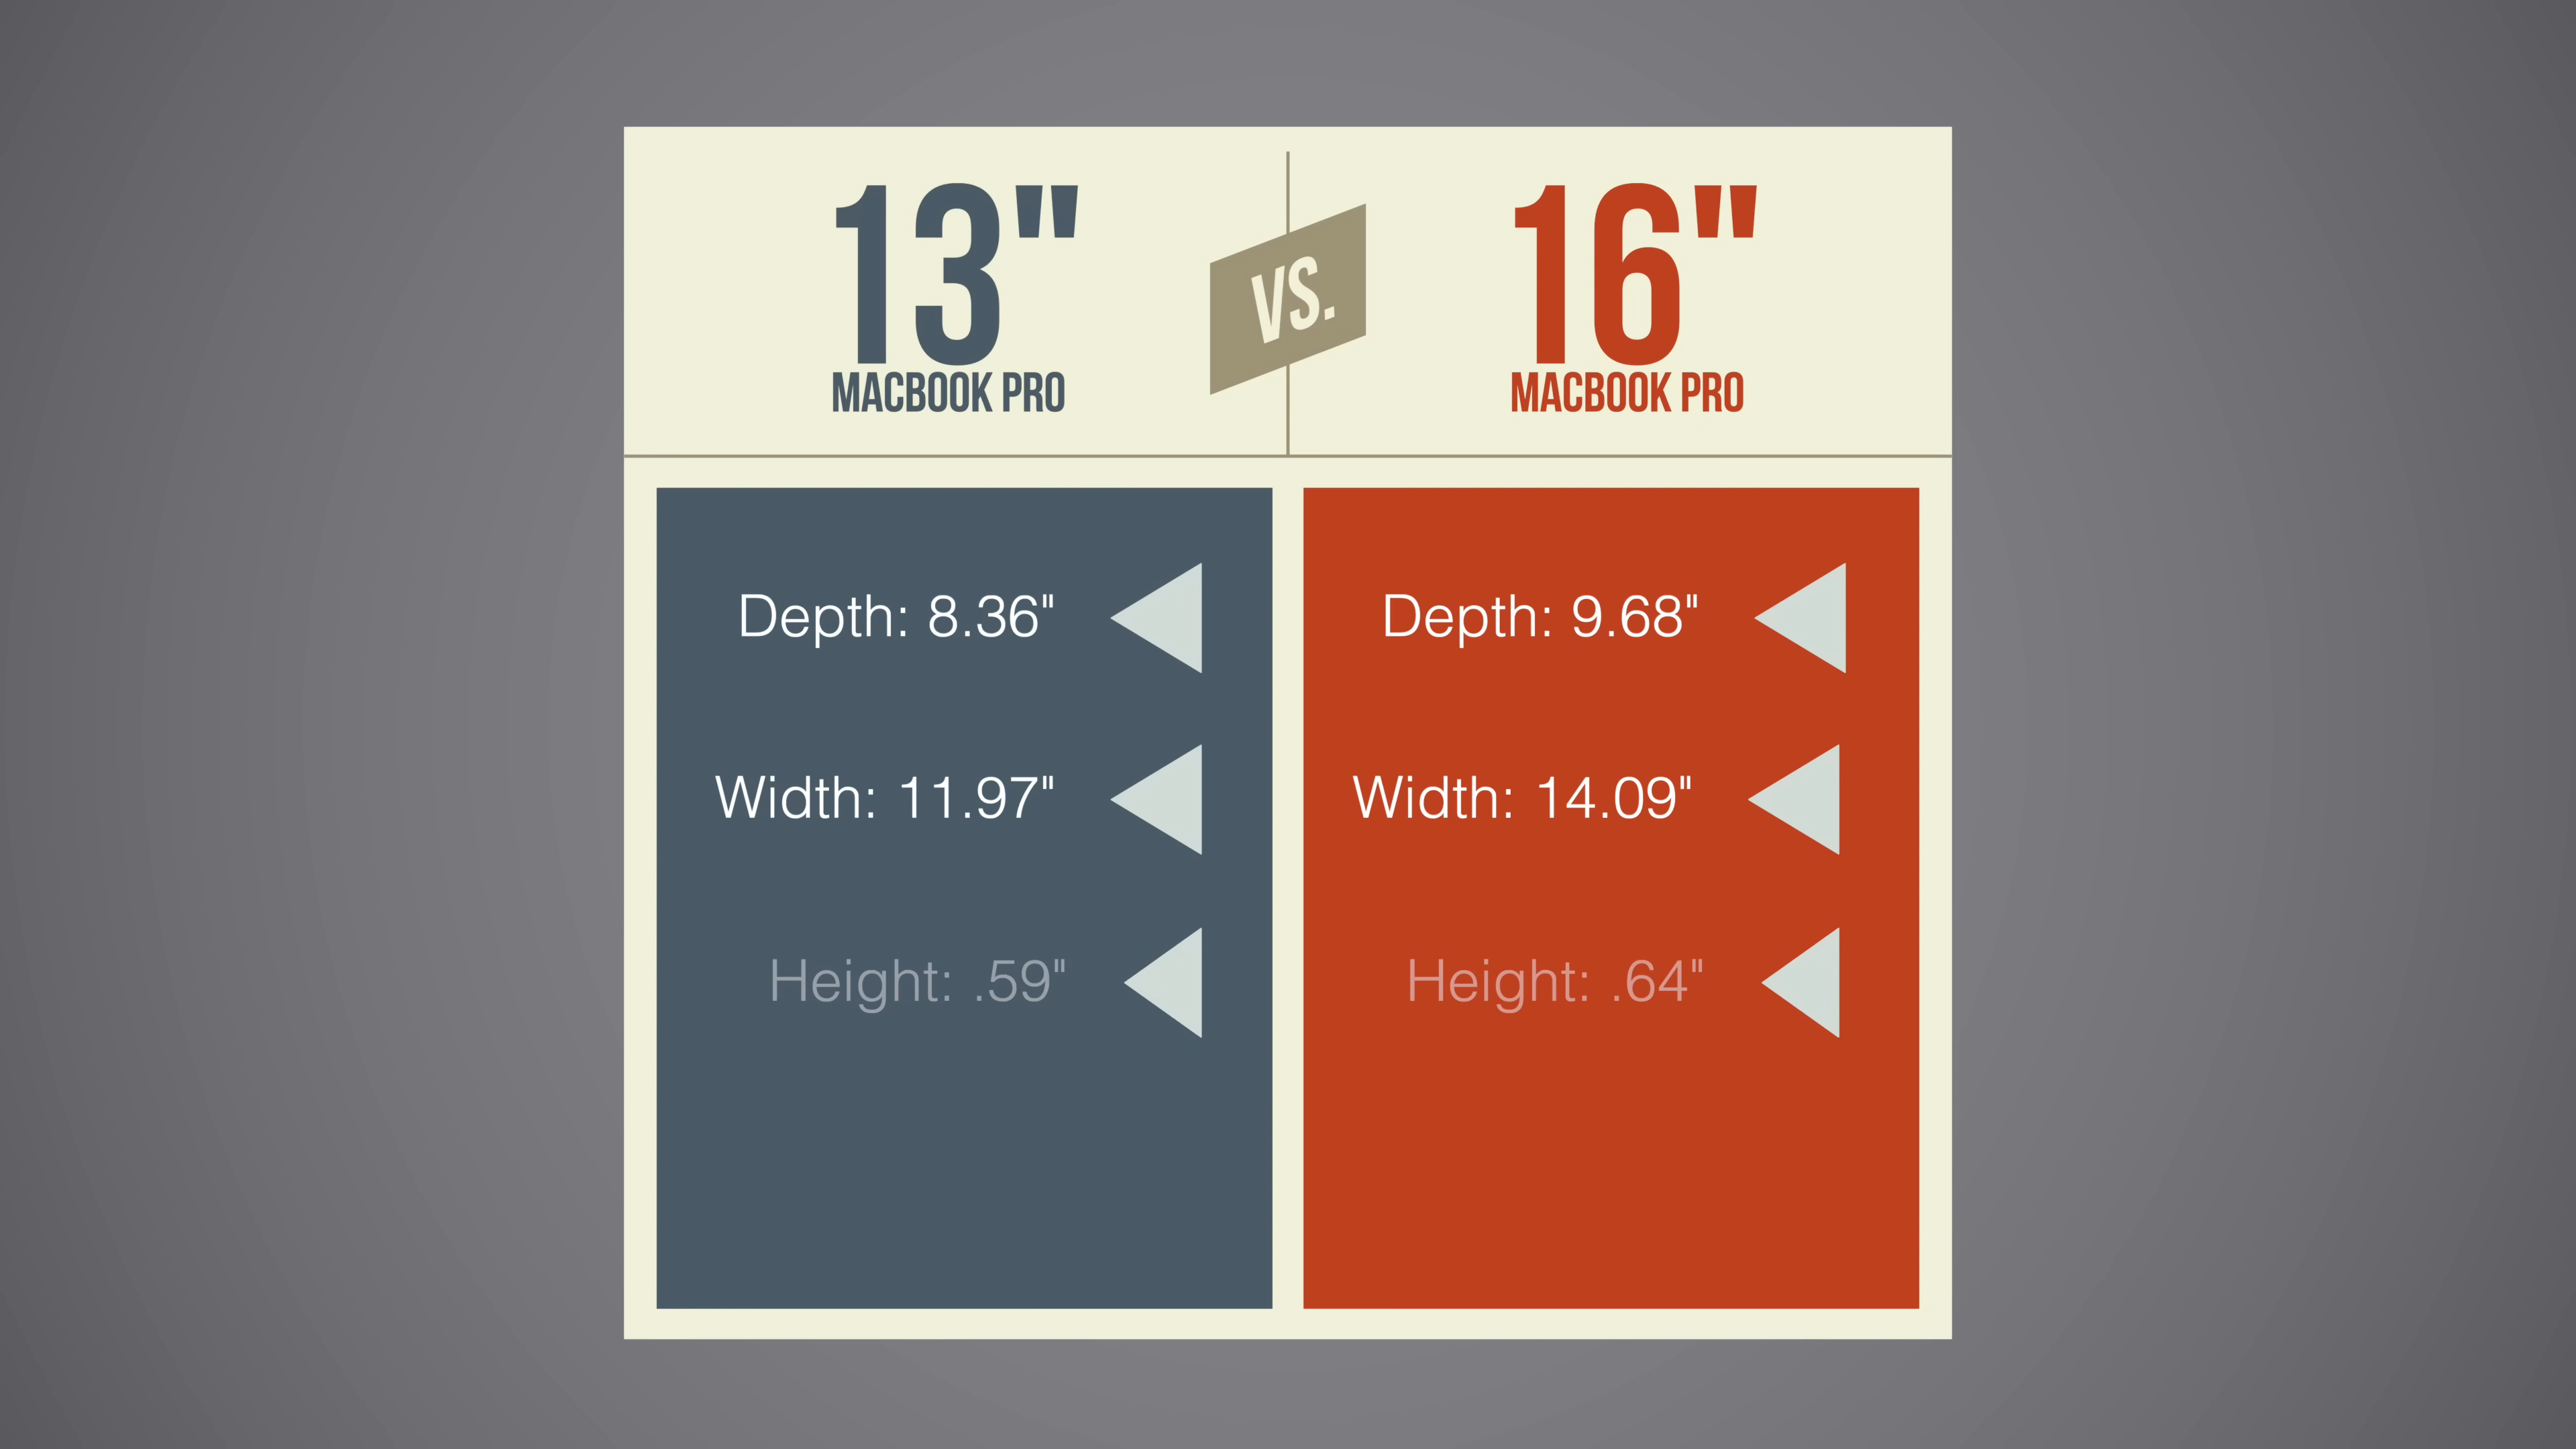 13"
MACBOOK PRO
VS.
16"
MACBOOK PRO
Depth: 8.36"
Width: 11.97"
Height: .59"
Depth: 9.68"
Width: 14.09"
Height: .64"